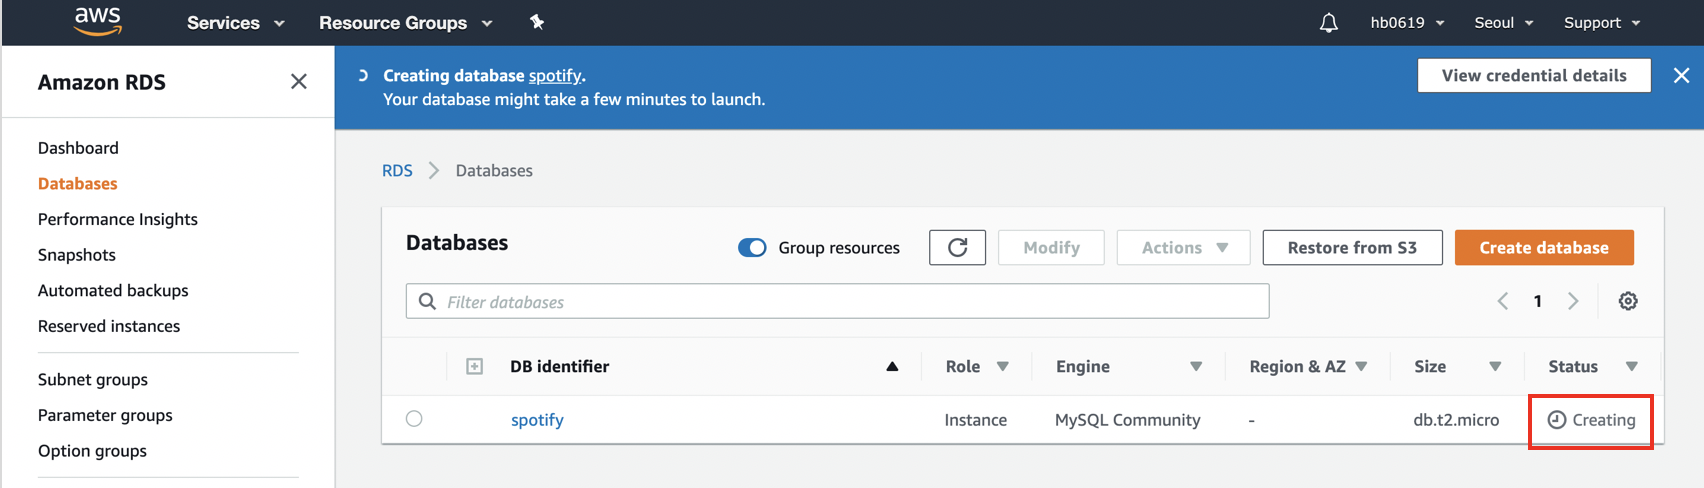 aws Services Resource Groups hb0619 Seoul Support
Amazon RDS
Dashboard
Databases
Performance Insights
Snapshots
Automated backups
Reserved instances
Subnet groups
Parameter groups
Option groups
Creating database spotify.
Your database might take a few minutes to launch.
View credential details
RDS Databases
Databases Group resources Modify Actions Restore from S3 Create database
Filter databases 1
DB identifier Role Engine Region & AZ Size Status
spotify Instance MySQL Community - db.t2.micro Creating